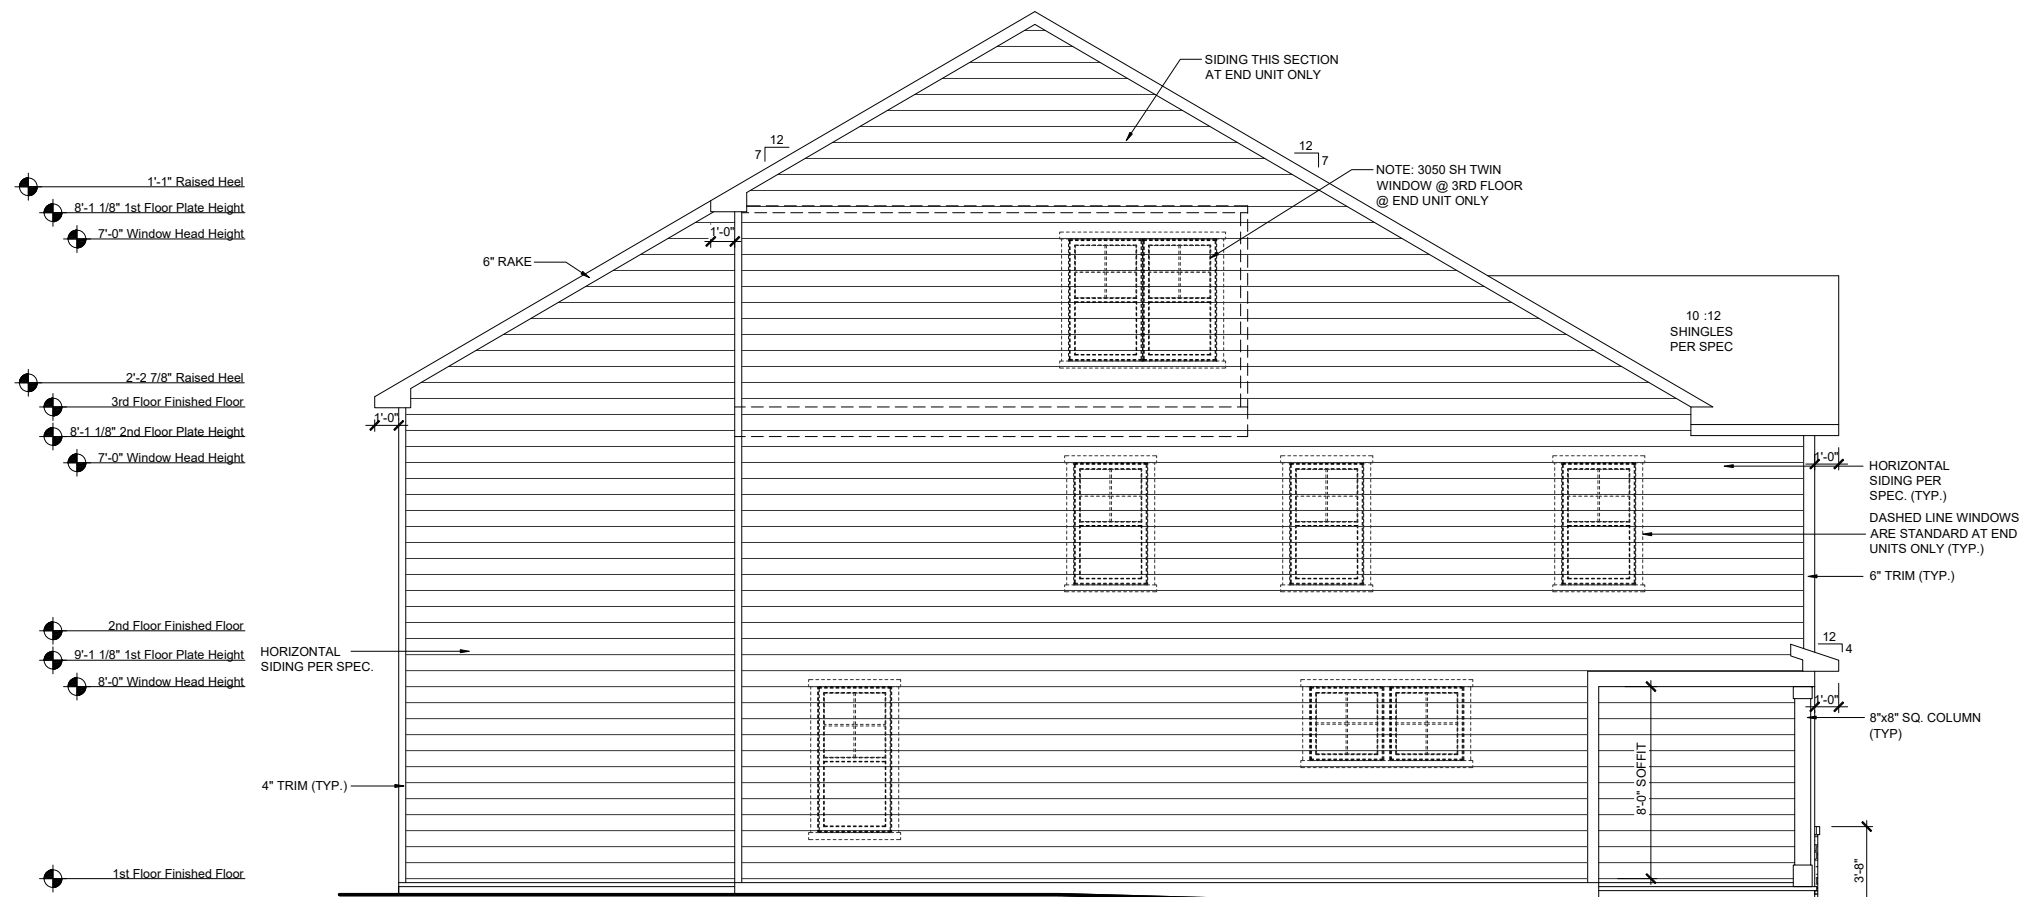 SIDING THIS SECTION
AT END UNIT ONLY
12
7
12
7
NOTE: 3050 SH TWIN
WINDOW @ 3RD FLOOR
@ END UNIT ONLY
1'-1" Raised Heel
8'-1 1/8" 1st Floor Plate Height
7'-0" Window Head Height
1'-0"
6" RAKE
10 :12
SHINGLES
PER SPEC
2'-2 7/8" Raised Heel
3rd Floor Finished Floor
8'-1 1/8" 2nd Floor Plate Height
7'-0" Window Head Height
1'-0"
1'-0"
HORIZONTAL
SIDING PER
SPEC. (TYP.)
DASHED LINE WINDOWS
ARE STANDARD AT END
UNITS ONLY (TYP.)
6" TRIM (TYP.)
2nd Floor Finished Floor
9'-1 1/8" 1st Floor Plate Height
8'-0" Window Head Height
HORIZONTAL
SIDING PER SPEC.
12
4
1'-0"
8"x8" SQ. COLUMN
(TYP)
8'-0" SOFFIT
4" TRIM (TYP.)
3'-8"
1st Floor Finished Floor